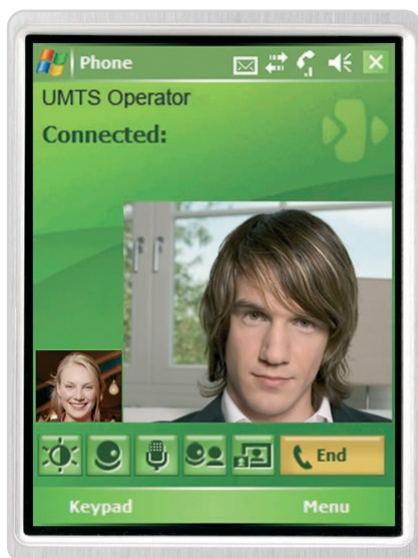 Phone
UMTS Operator
Connected:
End
Keypad
Menu